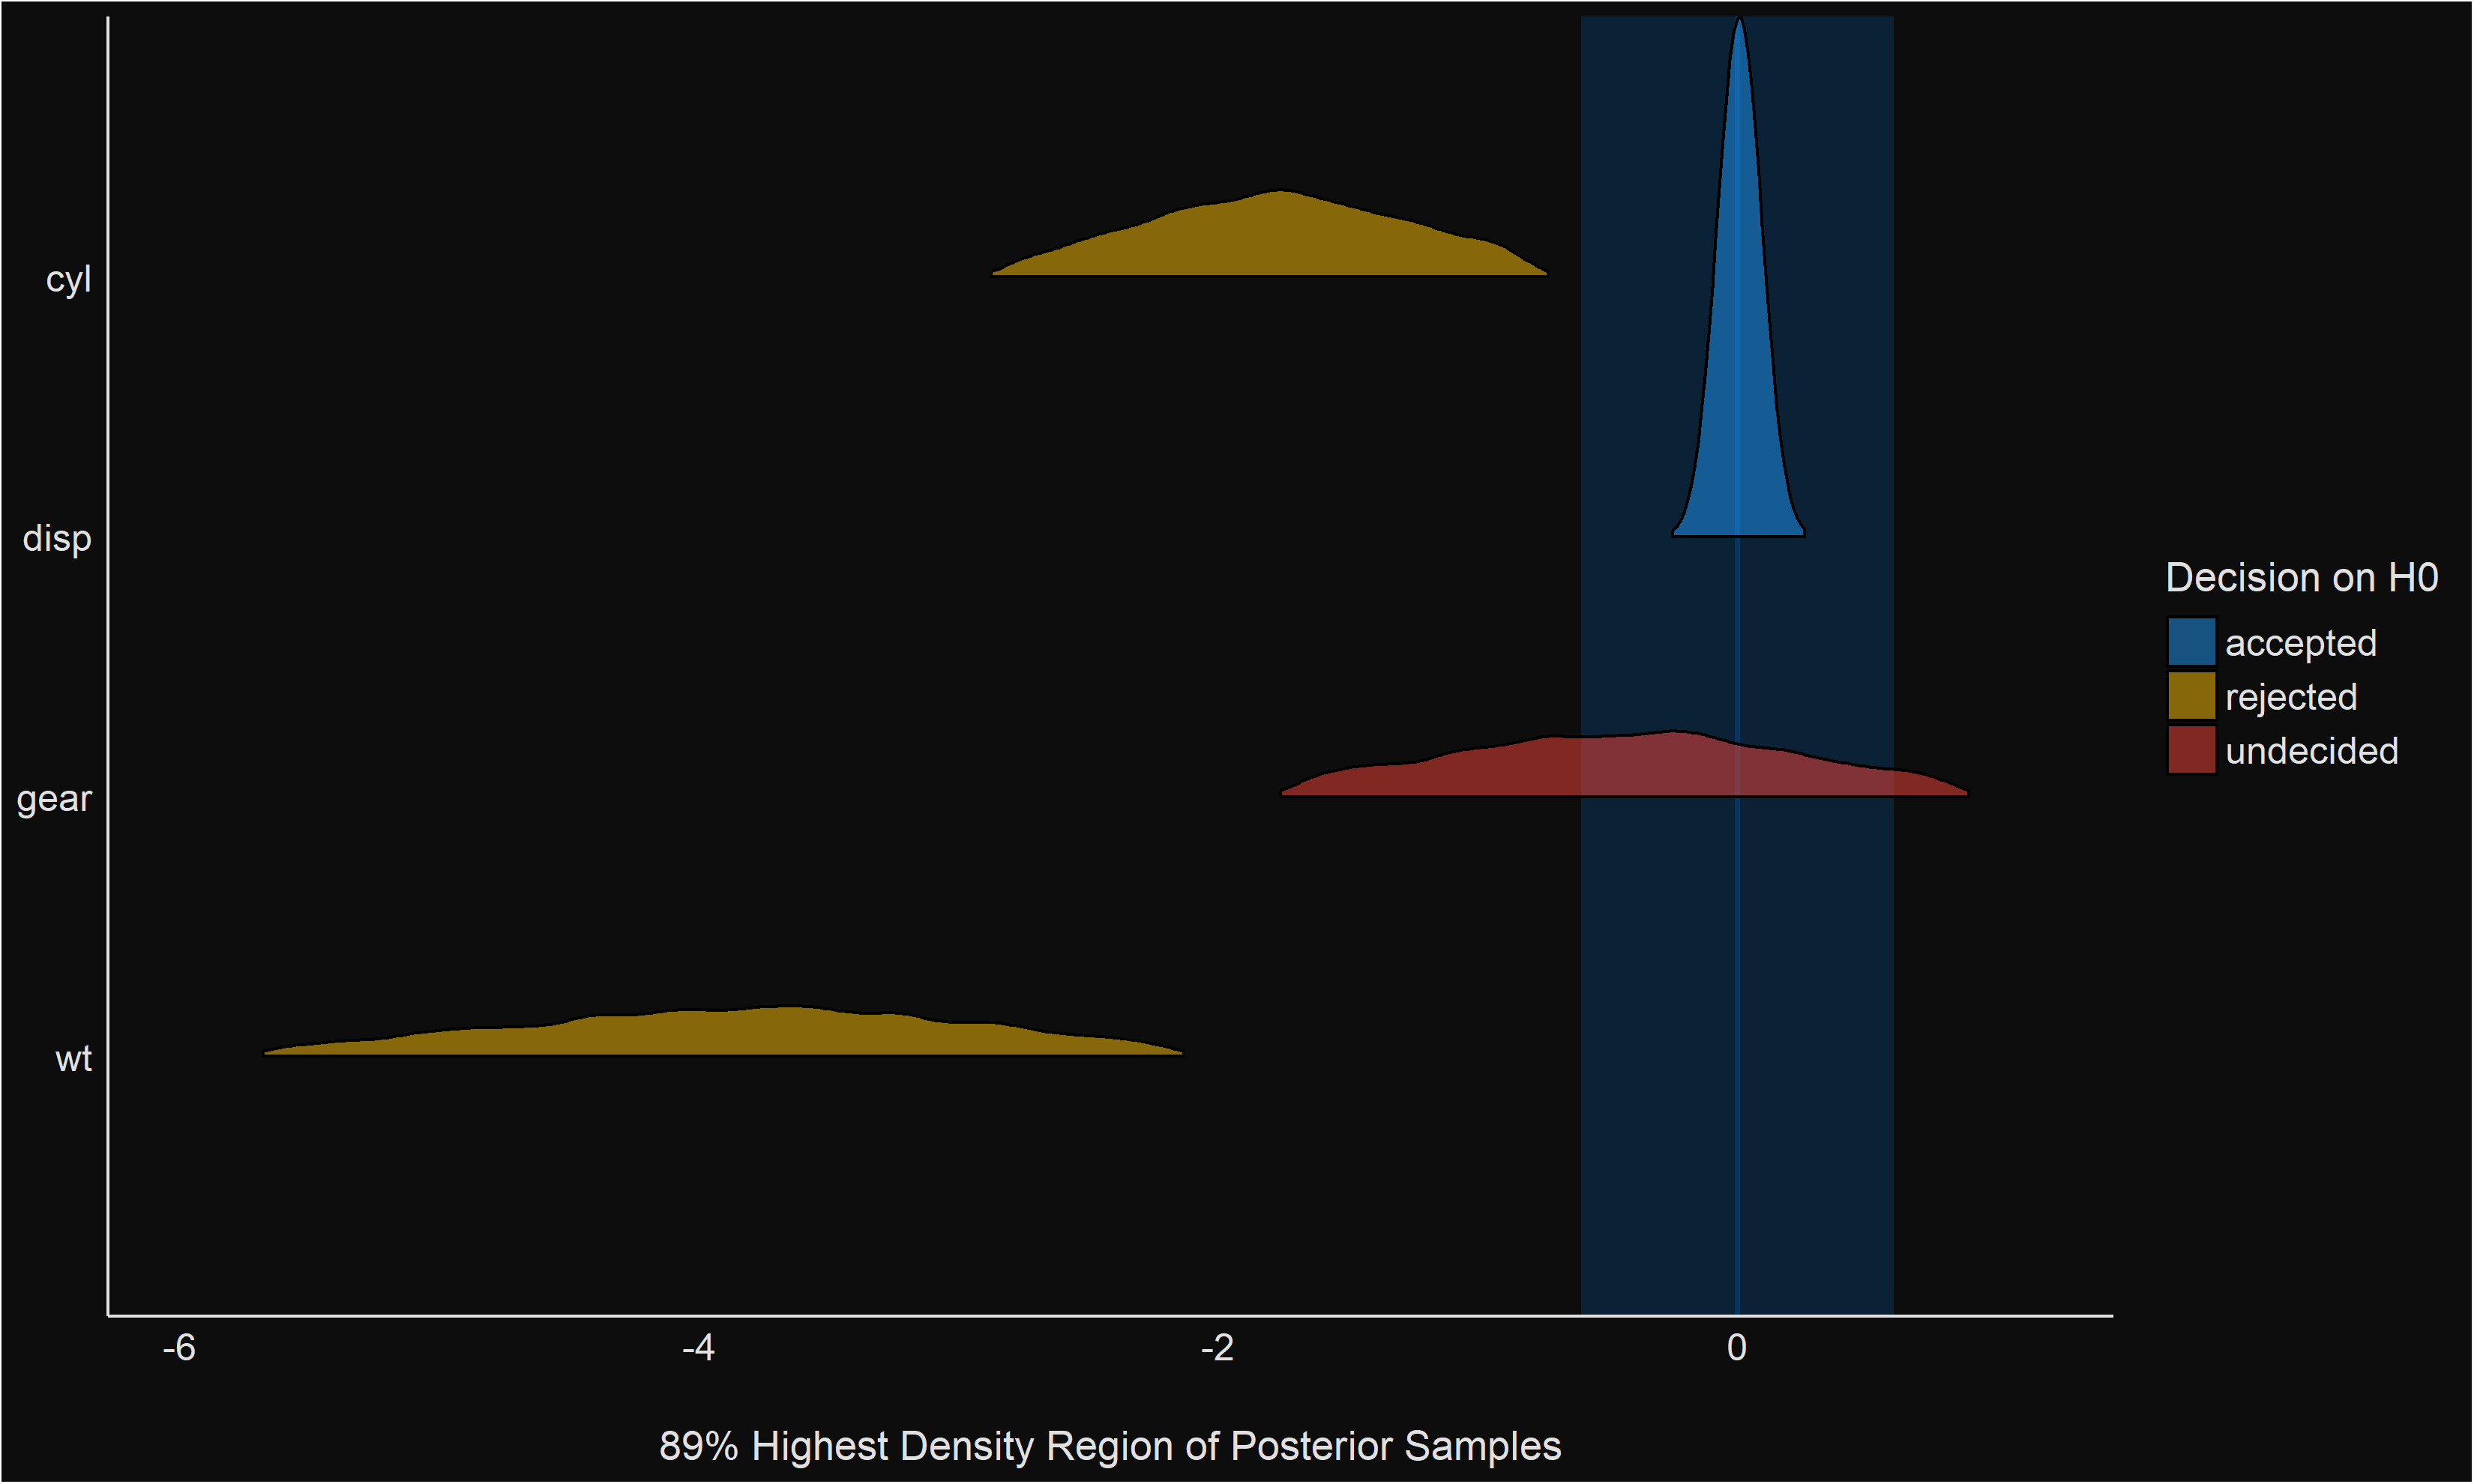 cyl
disp
gear
wt
-6 -4 -2 0
89% Highest Density Region of Posterior Samples
Decision on H0
accepted
rejected
undecided